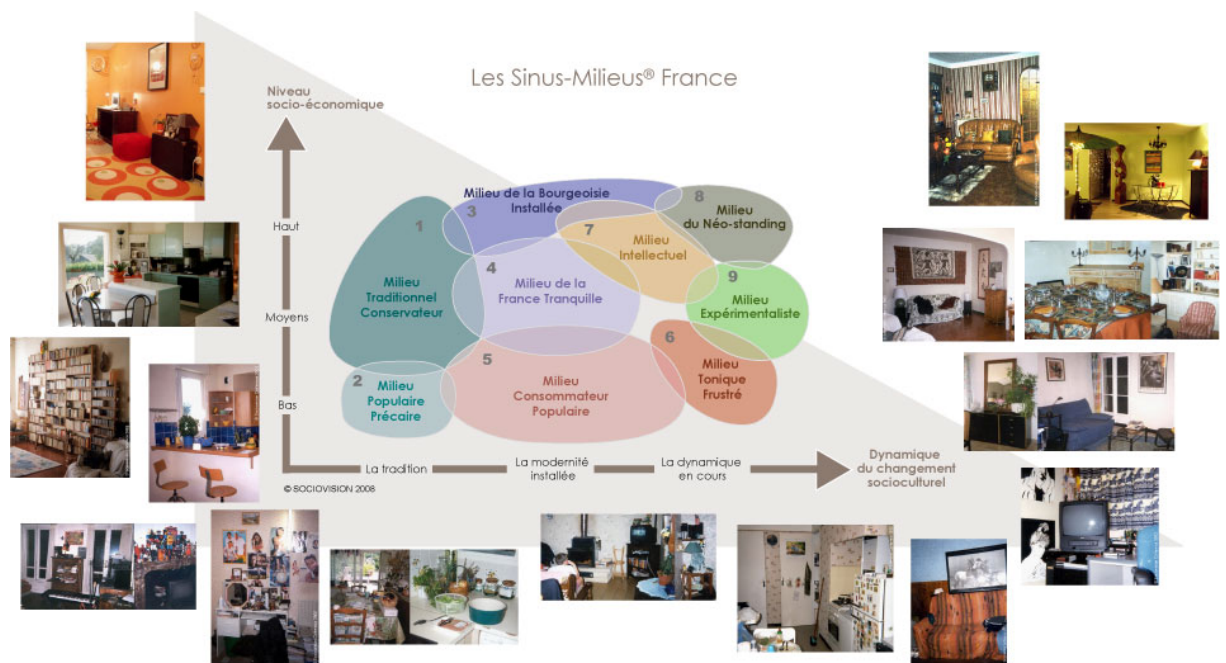 Les Sinus-Milieus® France
Niveau
socio-économique
Haut
Moyens
Bas
1
Milieu
Traditionnel
Conservateur
2
Milieu
Populaire
Précaire
3
Milieu de la Bourgeoisie
Installée
4
Milieu de la
France Tranquille
5
Milieu
Consommateur
Populaire
6
Milieu
Tonique
Frustré
7
Milieu
Intellectuel
8
Milieu
du Néo-standing
9
Milieu
Expérimentaliste
La tradition
La modernité
installée
La dynamique
en cours
Dynamique
du changement
socioculturel
© SOCIOVISION 2008